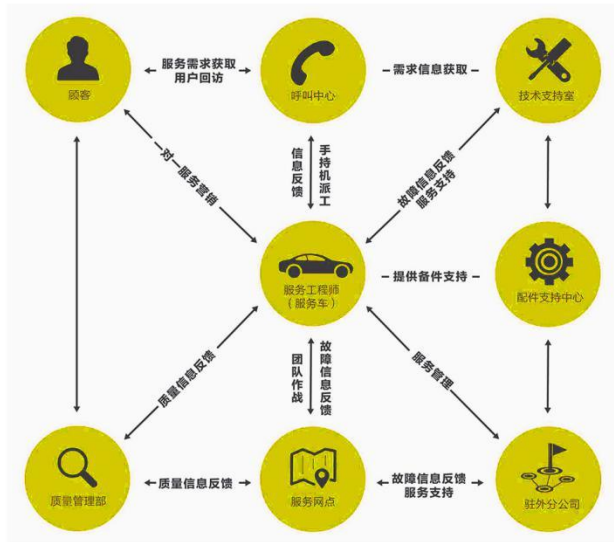 服务需求获取
用户回访
需求信息获取
顾客
呼叫中心
技术支持室
一对一服务营销
信息反馈
手持机派工
故障信息反馈
服务支持
服务工程师
（服务车）
提供备件支持
配件支持中心
质量信息反馈
团队作战
故障信息反馈
服务管理
质量管理部
质量信息反馈
服务网点
故障信息反馈
服务支持
驻外分公司